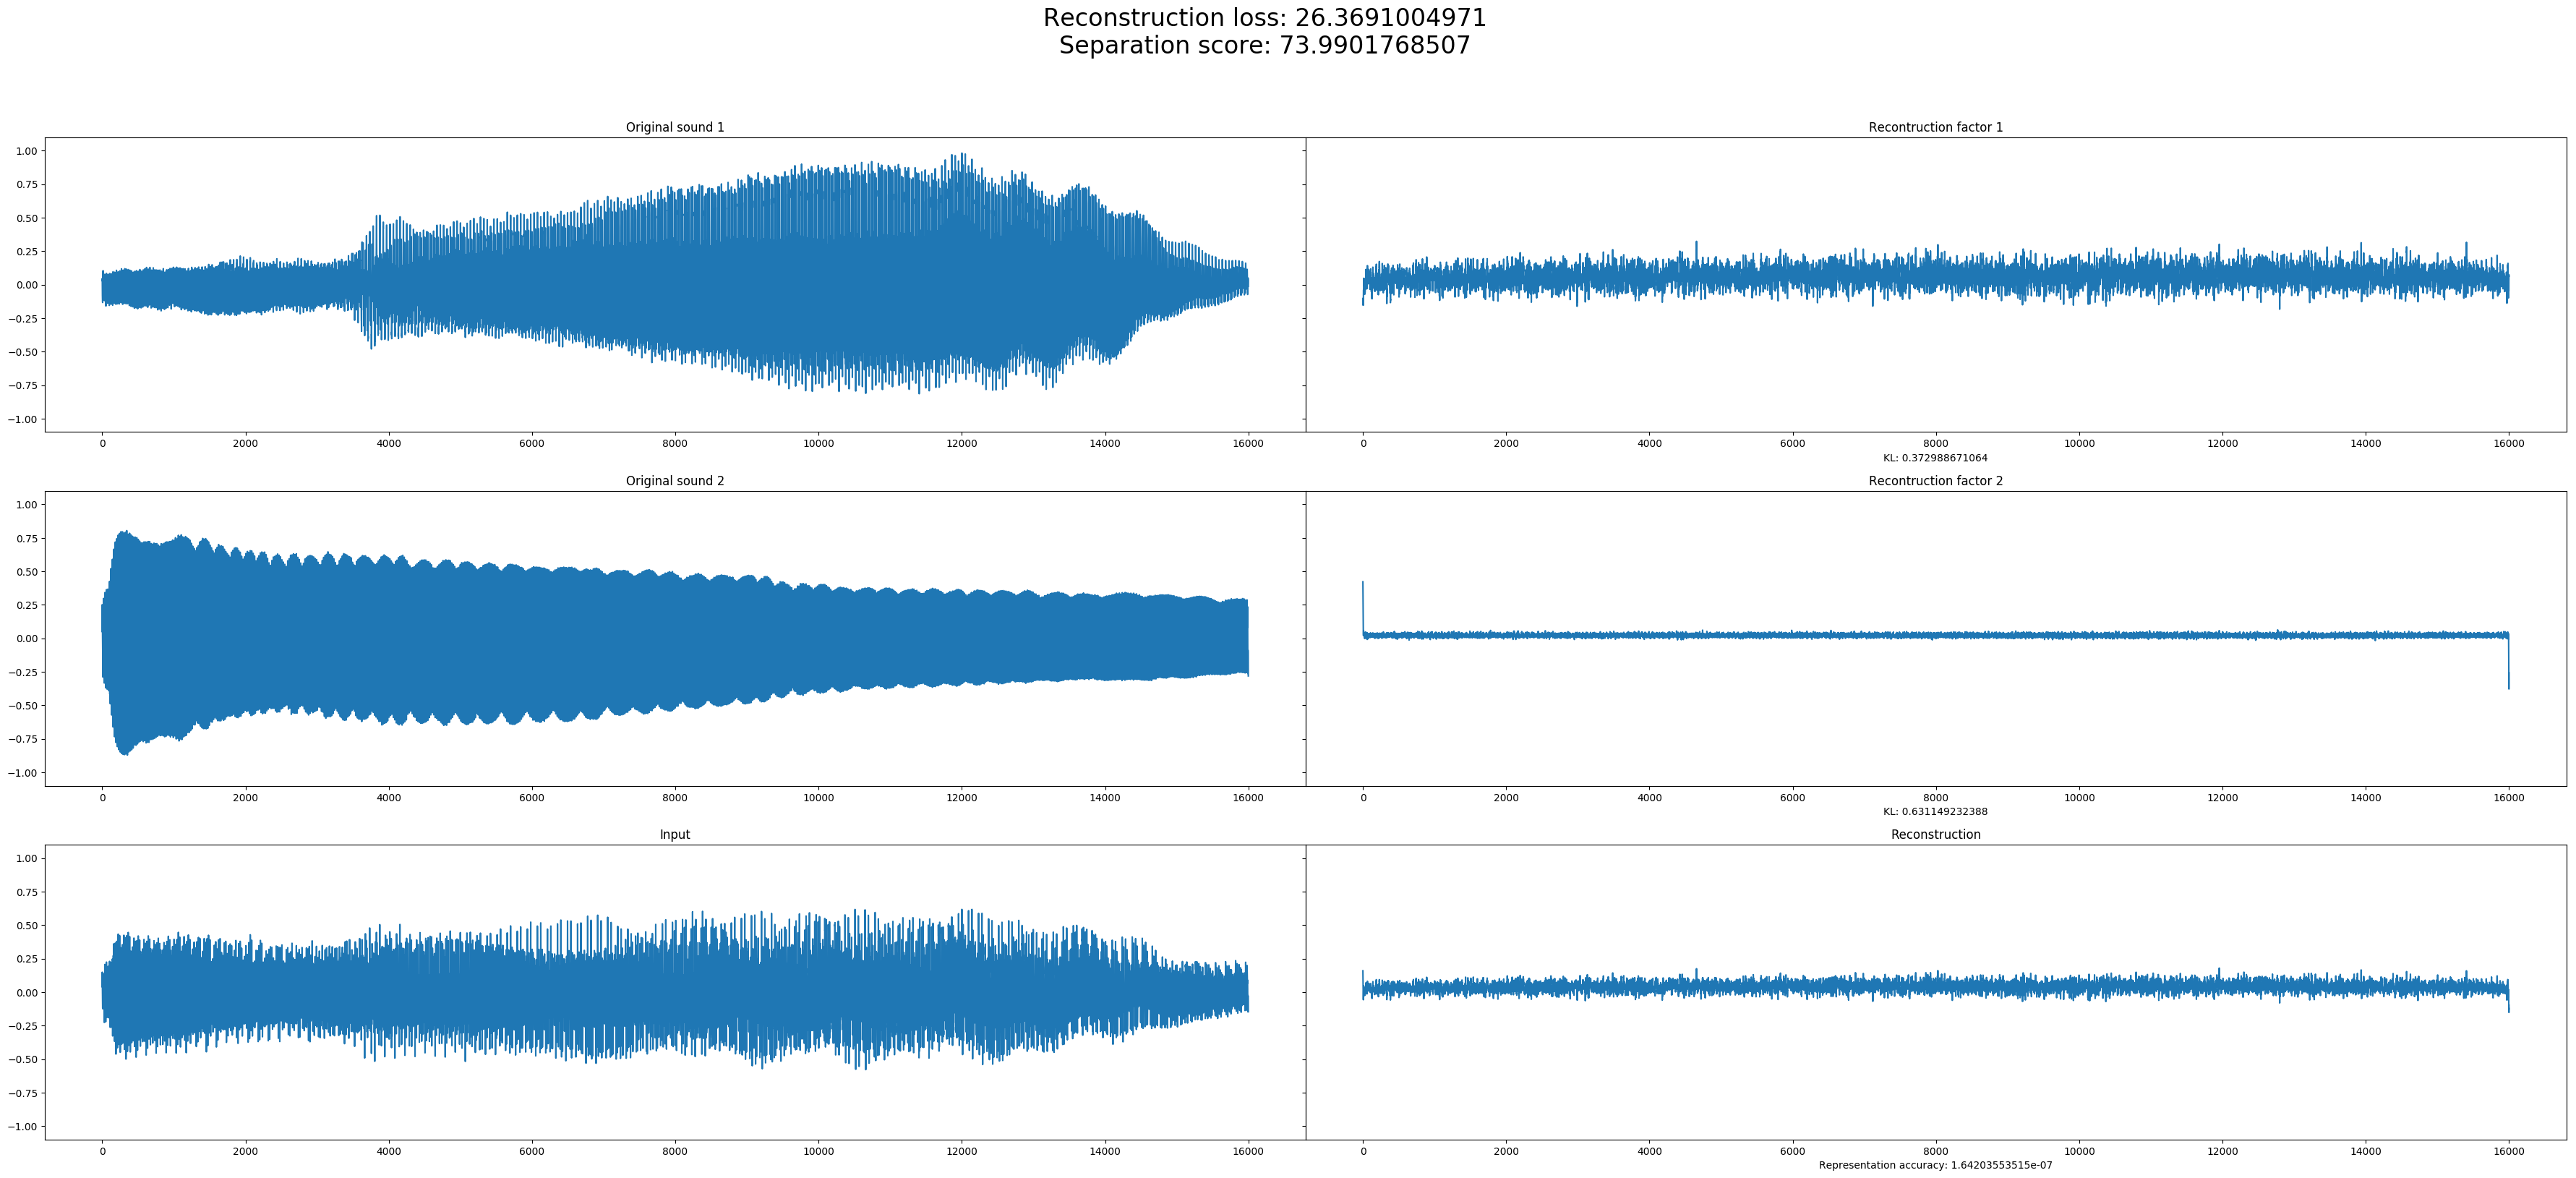 Reconstruction loss: 26.3691004971
Separation score: 73.9901768507
Original sound 1
Recontruction factor 1
1.00
0.75
0.50
0.25
0.00
−0.25
−0.50
−0.75
−1.00
0 2000 4000 6000 8000 10000 12000 14000 16000
0 2000 4000 6000 8000 10000 12000 14000 16000
KL: 0.372988671064
Original sound 2
Recontruction factor 2
1.00
0.75
0.50
0.25
0.00
−0.25
−0.50
−0.75
−1.00
0 2000 4000 6000 8000 10000 12000 14000 16000
0 2000 4000 6000 8000 10000 12000 14000 16000
KL: 0.631149232388
Input
Reconstruction
1.00
0.75
0.50
0.25
0.00
−0.25
−0.50
−0.75
−1.00
0 2000 4000 6000 8000 10000 12000 14000 16000
0 2000 4000 6000 8000 10000 12000 14000 16000
Representation accuracy: 1.64203553515e-07